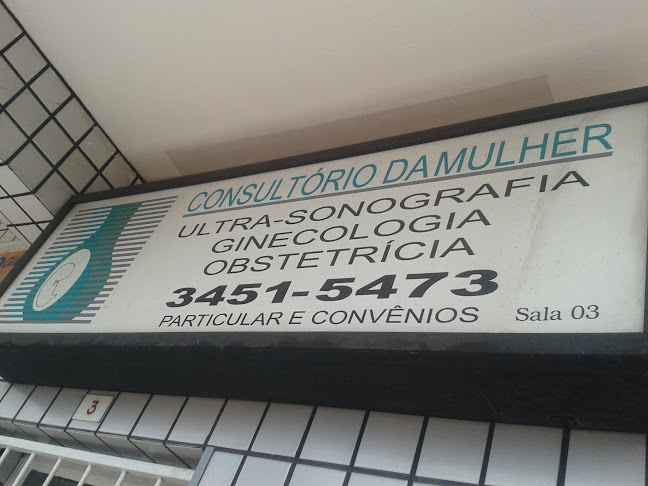 CONSULTÓRIO DA MULHER
ULTRA-SONOGRAFIA
GINECOLOGIA
OBSTETRÍCIA
3451-5473
PARTICULAR E CONVÊNIOS
Sala 03
3